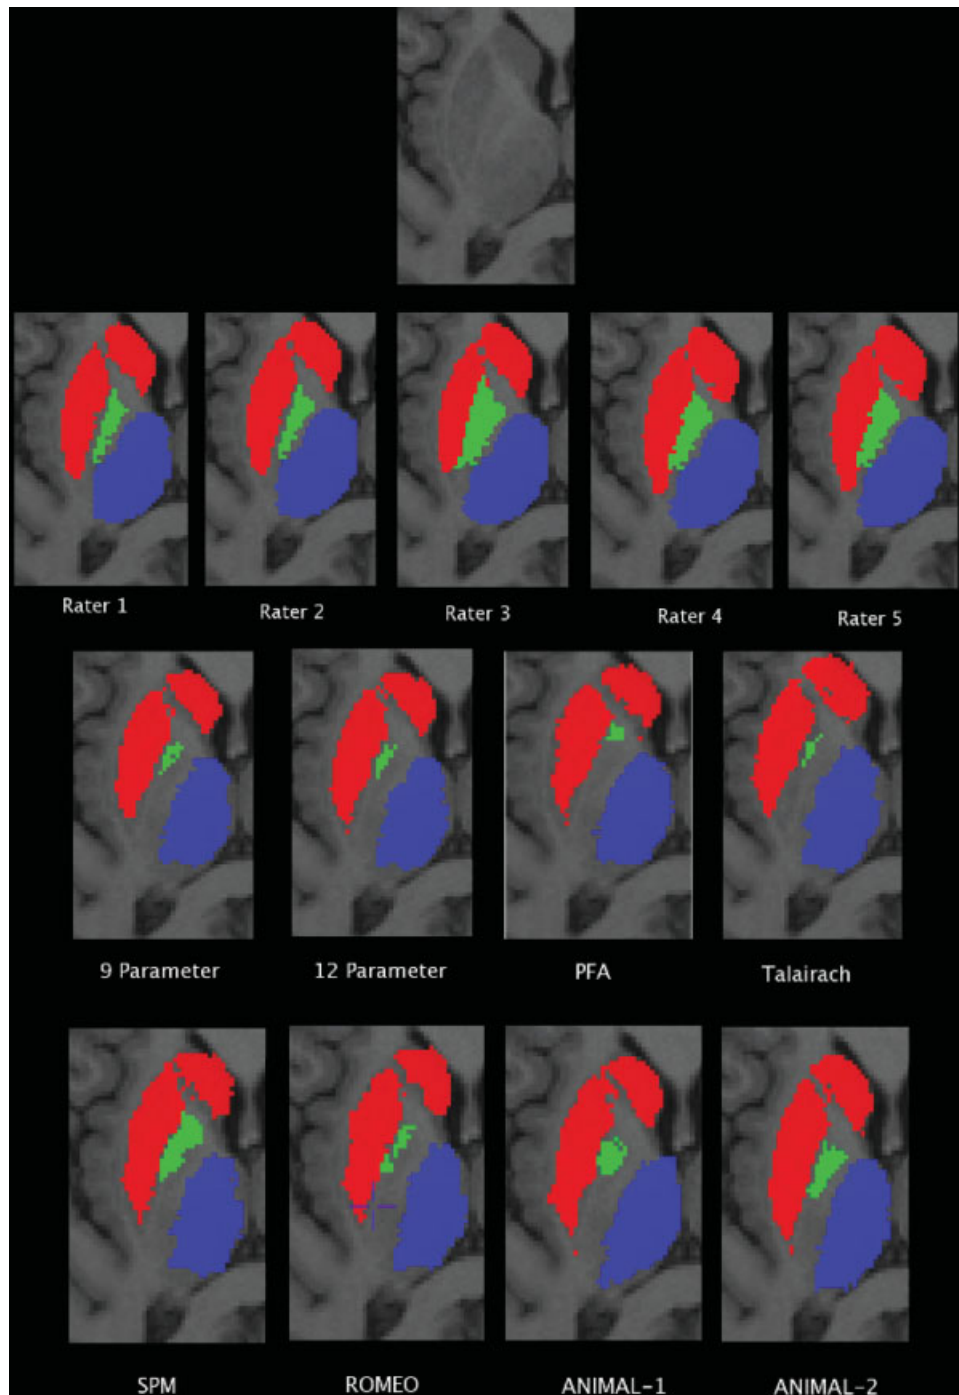 Rater 1
Rater 2
Rater 3
Rater 4
Rater 5
9 Parameter
12 Parameter
PFA
Talairach
SPM
ROMEO
ANIMAL-1
ANIMAL-2